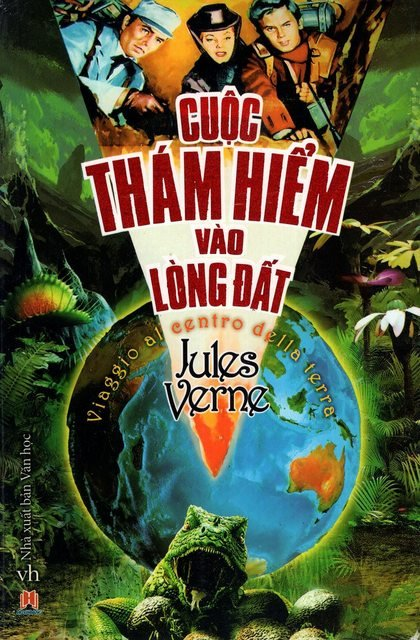 CUỘC
THÁM HIỂM
VÀO
LÒNG ĐẤT
Viaggio al centro della terra
Jules
Verne
Nhà xuất bản Văn học
vh